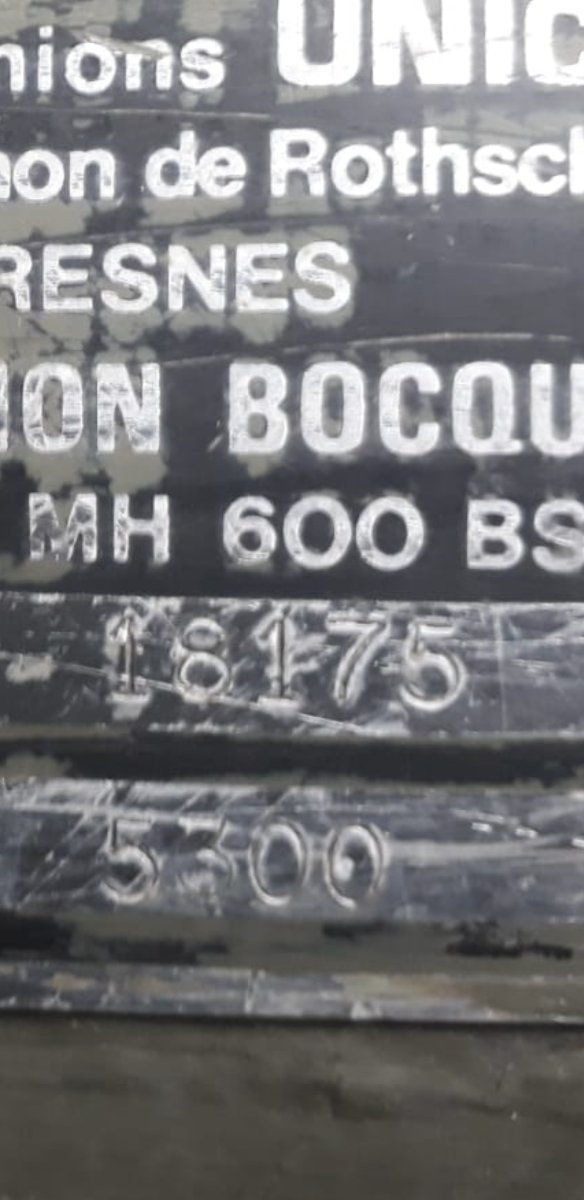 nions UNIC
non de Rothsch
RESNES
ION BOCQU
MH 600 BS
18175
5300